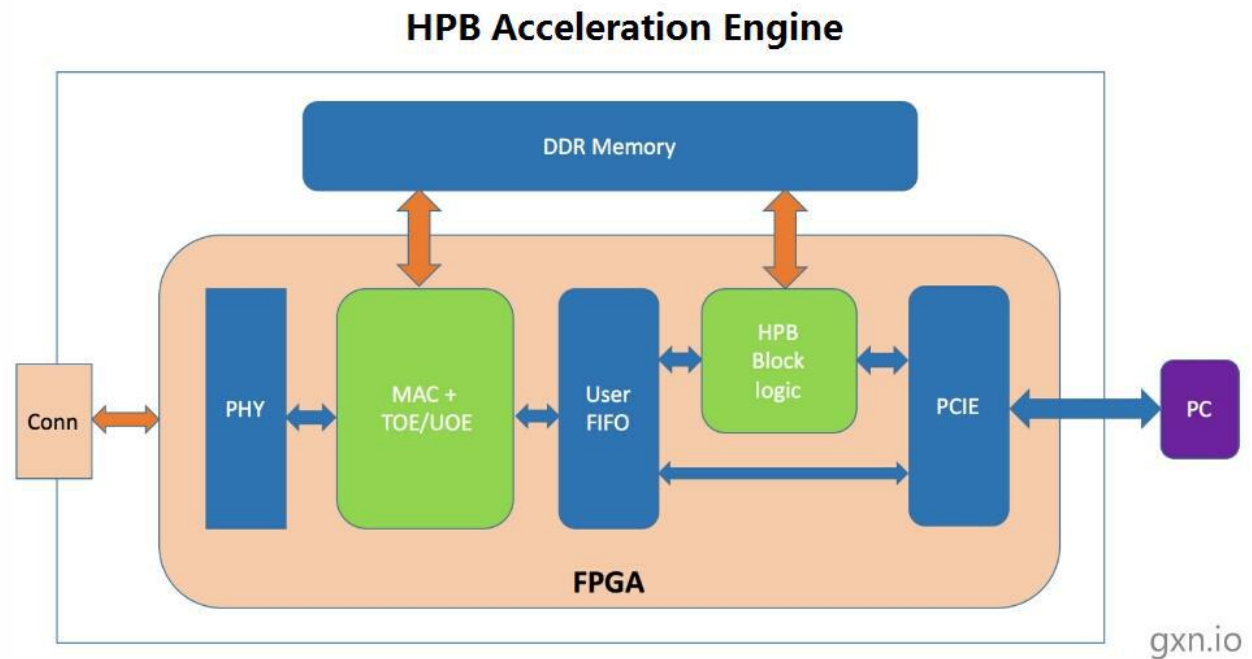 HPB Acceleration Engine
DDR Memory
Conn
PHY
MAC +
TOE/UOE
User
FIFO
HPB
Block
logic
PCIE
PC
FPGA
gxn.io